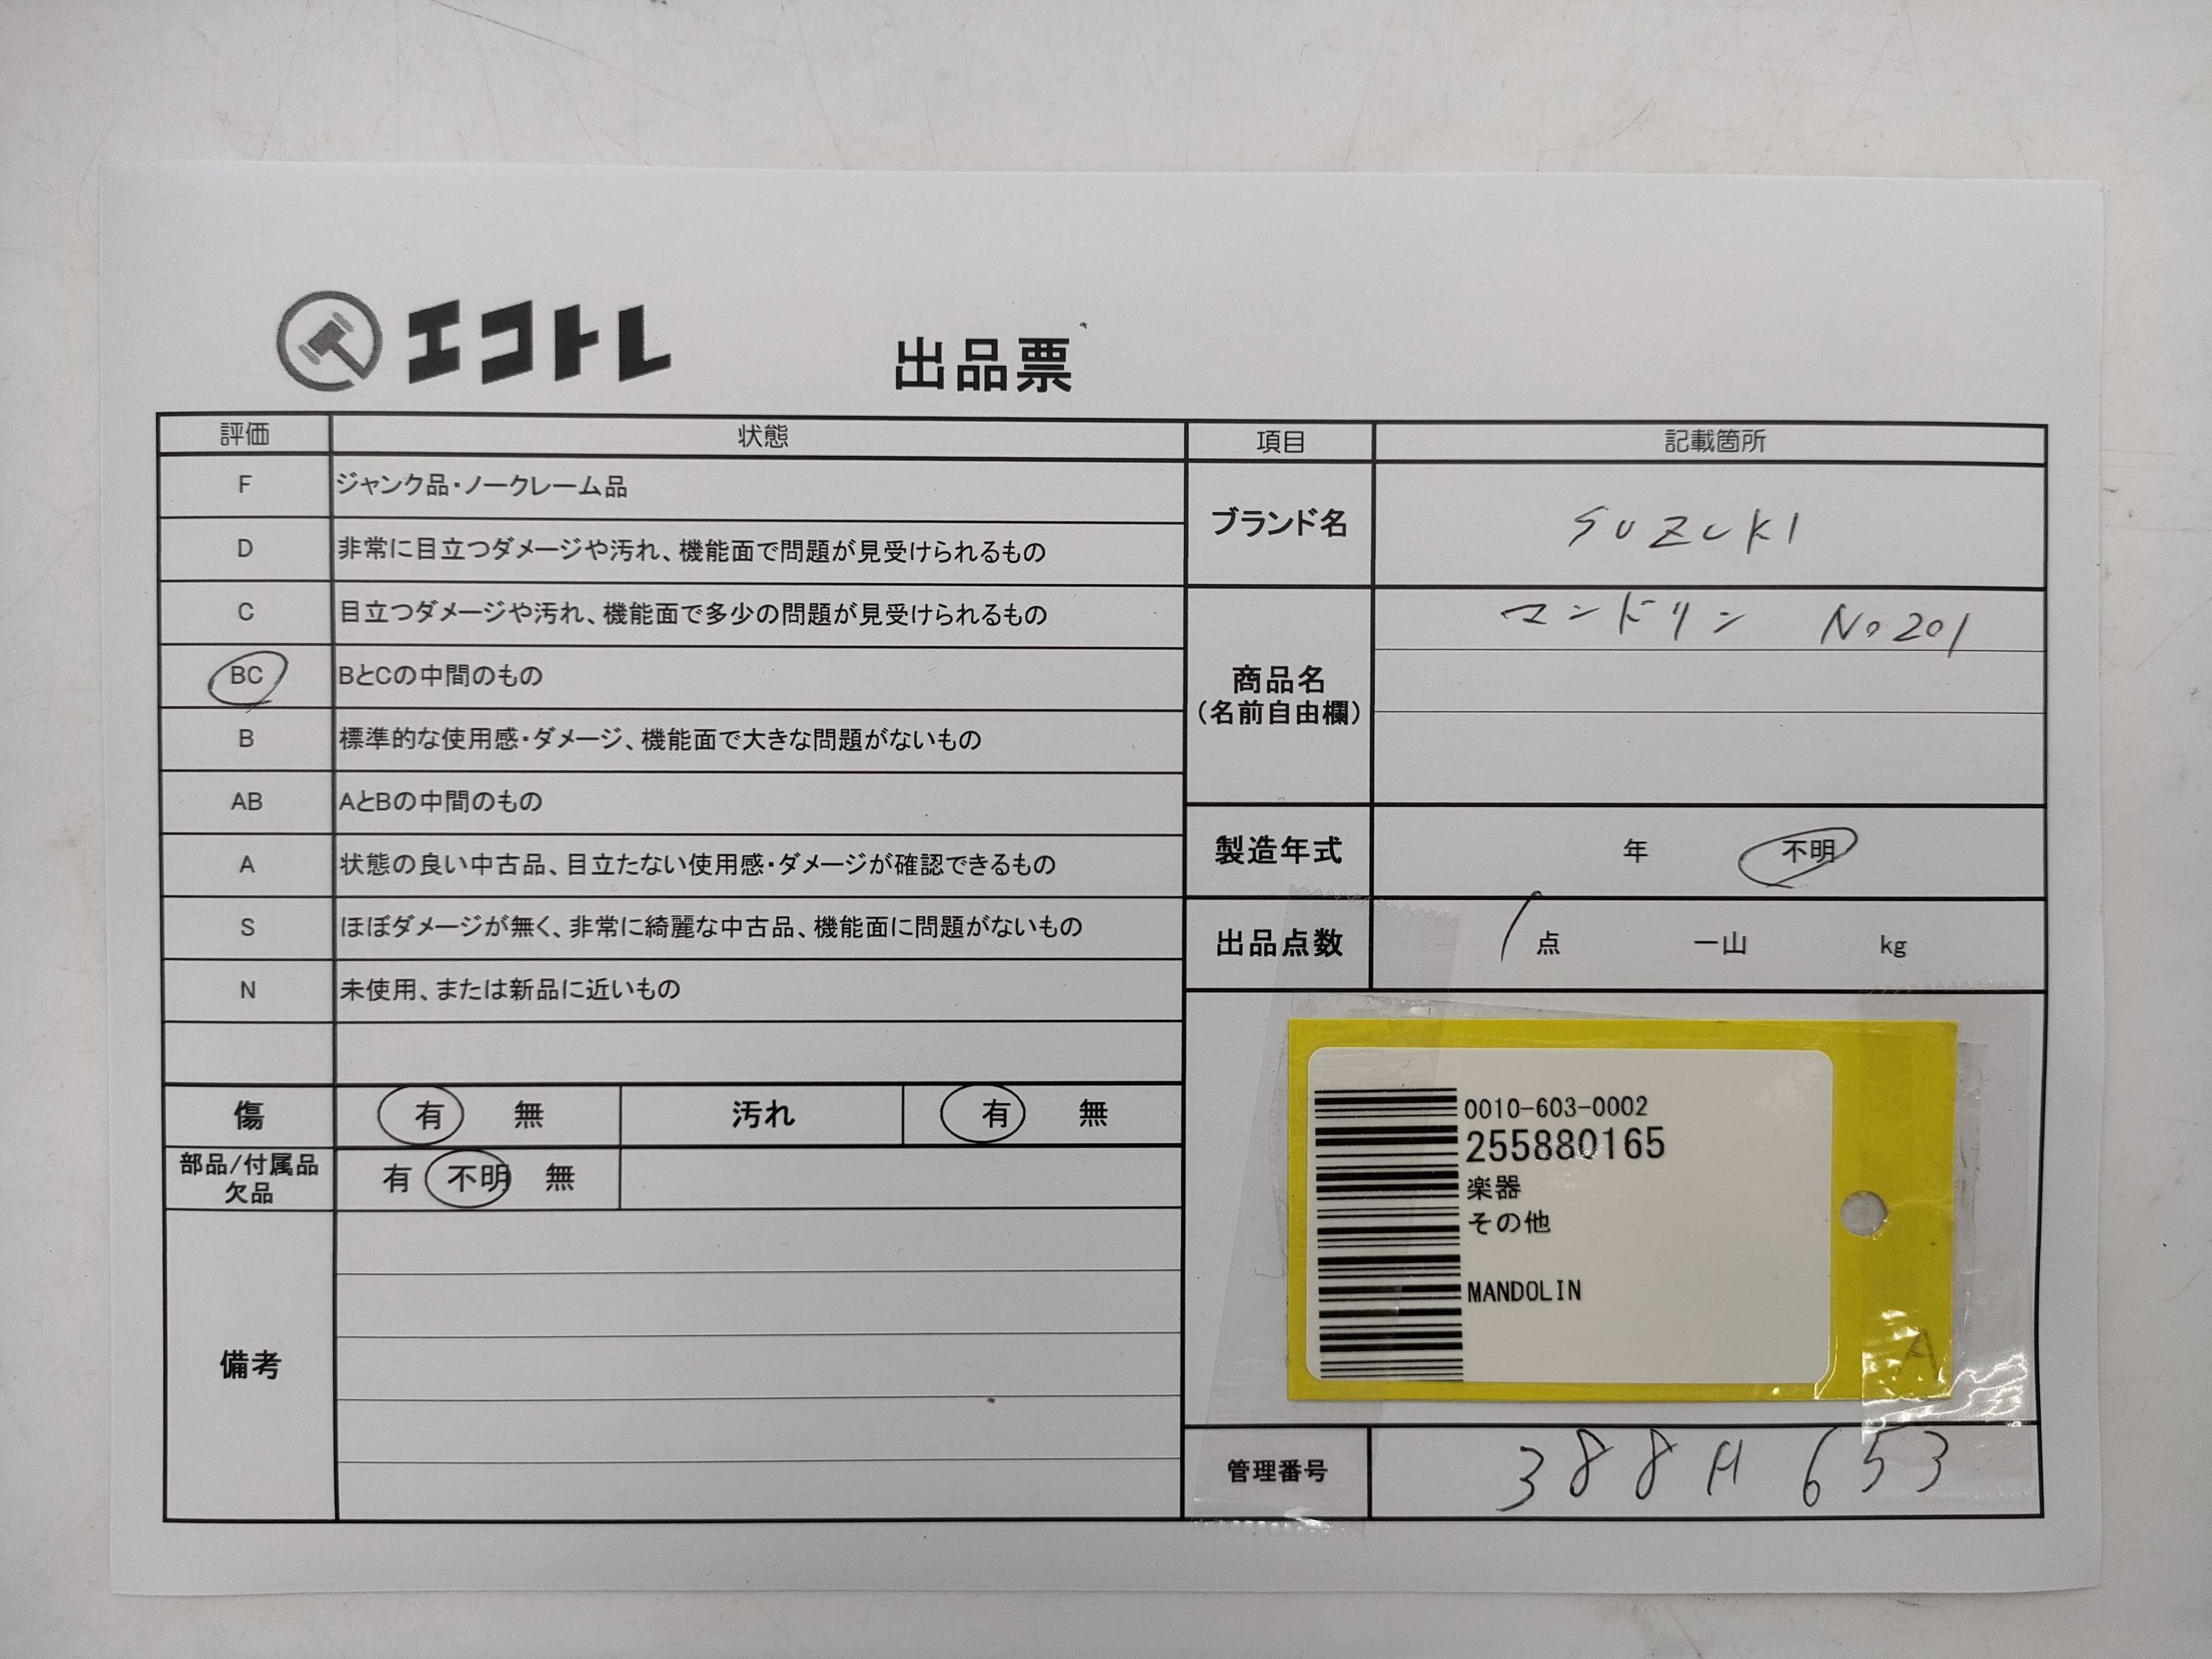 エコトレ
出品票
評価 状態
F ジャンク品・ノークレーム品
D 非常に目立つダメージや汚れ、機能面で問題が見受けられるもの
C 目立つダメージや汚れ、機能面で多少の問題が見受けられるもの
BC BとCの中間のもの
B 標準的な使用感・ダメージ、機能面で大きな問題がないもの
AB AとBの中間のもの
A 状態の良い中古品、目立たない使用感・ダメージが確認できるもの
S ほぼダメージが無く、非常に綺麗な中古品、機能面に問題がないもの
N 未使用、または新品に近いもの
傷 有 無 汚れ 有 無
部品/付属品
欠品 有 不明 無
備考
項目 記載箇所
ブランド名 SUZUKI
商品名
(名前自由欄) マンドリン No201
製造年式 年 不明
出品点数 1 点 一山 kg
0010-603-0002
255880165
楽器
その他
MANDOLIN
A
管理番号 388H653